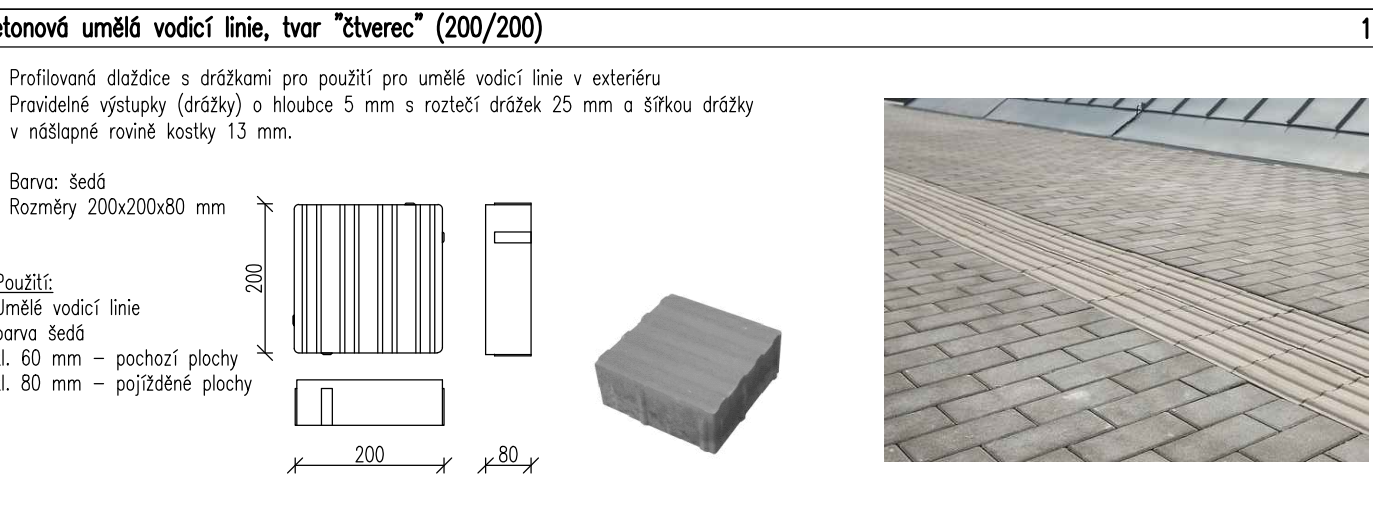 etonová umělá vodicí linie, tvar "čtverec" (200/200) 1
Profilovaná dlaždice s drážkami pro použití pro umělé vodicí linie v exteriéru
Pravidelné výstupky (drážky) o hloubce 5 mm s roztečí drážek 25 mm a šířkou drážky
v nášlapné rovině kostky 13 mm.
Barva: šedá
Rozměry 200x200x80 mm
Použití:
Umělé vodicí linie
barva šedá
l. 60 mm – pochozí plochy
l. 80 mm – pojížděné plochy
200
200
80